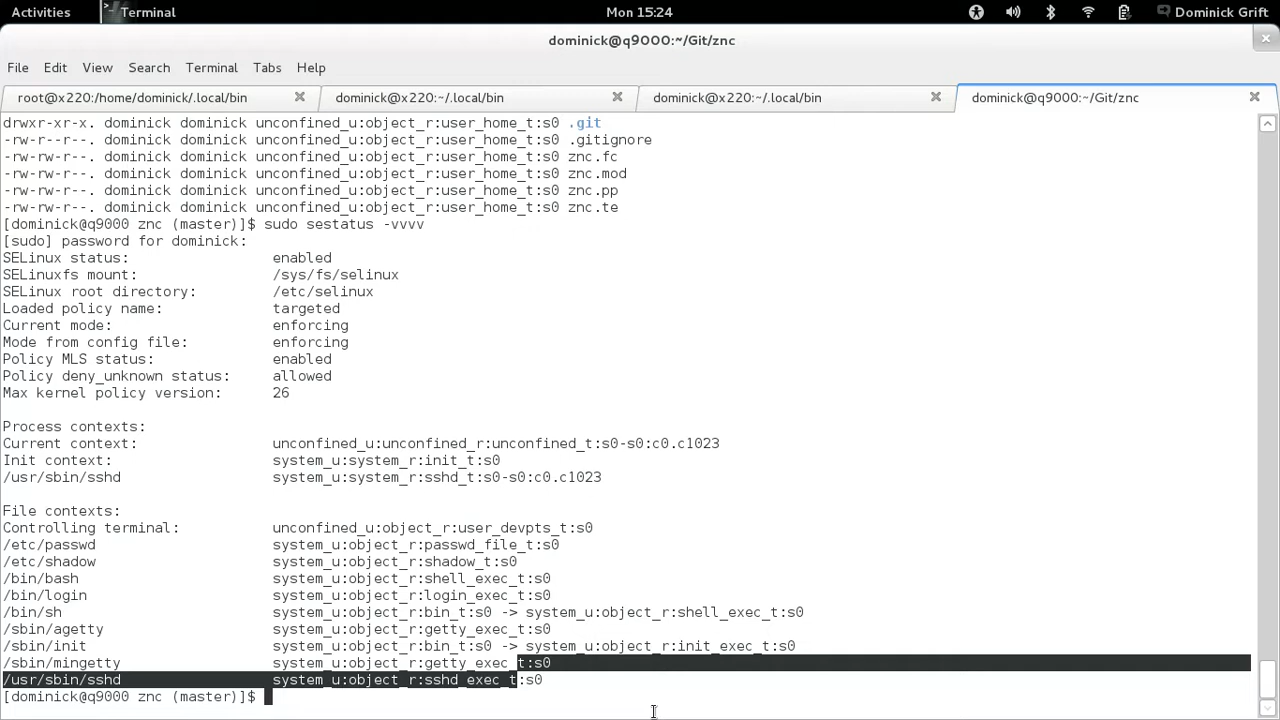 Activities Terminal Mon 15:24 Dominick Grift
dominick@q9000:~/Git/znc
File Edit View Search Terminal Tabs Help
root@x220:/home/dominick/.local/bin dominick@x220:~/.local/bin dominick@x220:~/.local/bin dominick@q9000:~/Git/znc
drwxr-xr-x. dominick dominick unconfined_u:object_r:user_home_t:s0 .git
-rw-r--r--. dominick dominick unconfined_u:object_r:user_home_t:s0 .gitignore
-rw-rw-r--. dominick dominick unconfined_u:object_r:user_home_t:s0 znc.fc
-rw-rw-r--. dominick dominick unconfined_u:object_r:user_home_t:s0 znc.mod
-rw-rw-r--. dominick dominick unconfined_u:object_r:user_home_t:s0 znc.pp
-rw-rw-r--. dominick dominick unconfined_u:object_r:user_home_t:s0 znc.te
[dominick@q9000 znc (master)]$ sudo sestatus -vvvv
[sudo] password for dominick:
SELinux status: enabled
SELinuxfs mount: /sys/fs/selinux
SELinux root directory: /etc/selinux
Loaded policy name: targeted
Current mode: enforcing
Mode from config file: enforcing
Policy MLS status: enabled
Policy deny_unknown status: allowed
Max kernel policy version: 26
Process contexts:
Current context: unconfined_u:unconfined_r:unconfined_t:s0-s0:c0.c1023
Init context: system_u:system_r:init_t:s0
/usr/sbin/sshd system_u:system_r:sshd_t:s0-s0:c0.c1023
File contexts:
Controlling terminal: unconfined_u:object_r:user_devpts_t:s0
/etc/passwd system_u:object_r:passwd_file_t:s0
/etc/shadow system_u:object_r:shadow_t:s0
/bin/bash system_u:object_r:shell_exec_t:s0
/bin/login system_u:object_r:login_exec_t:s0
/bin/sh system_u:object_r:bin_t:s0 -> system_u:object_r:shell_exec_t:s0
/sbin/agetty system_u:object_r:getty_exec_t:s0
/sbin/init system_u:object_r:bin_t:s0 -> system_u:object_r:init_exec_t:s0
/sbin/mingetty system_u:object_r:getty_exec_t:s0
/usr/sbin/sshd system_u:object_r:sshd_exec_t:s0
[dominick@q9000 znc (master)]$